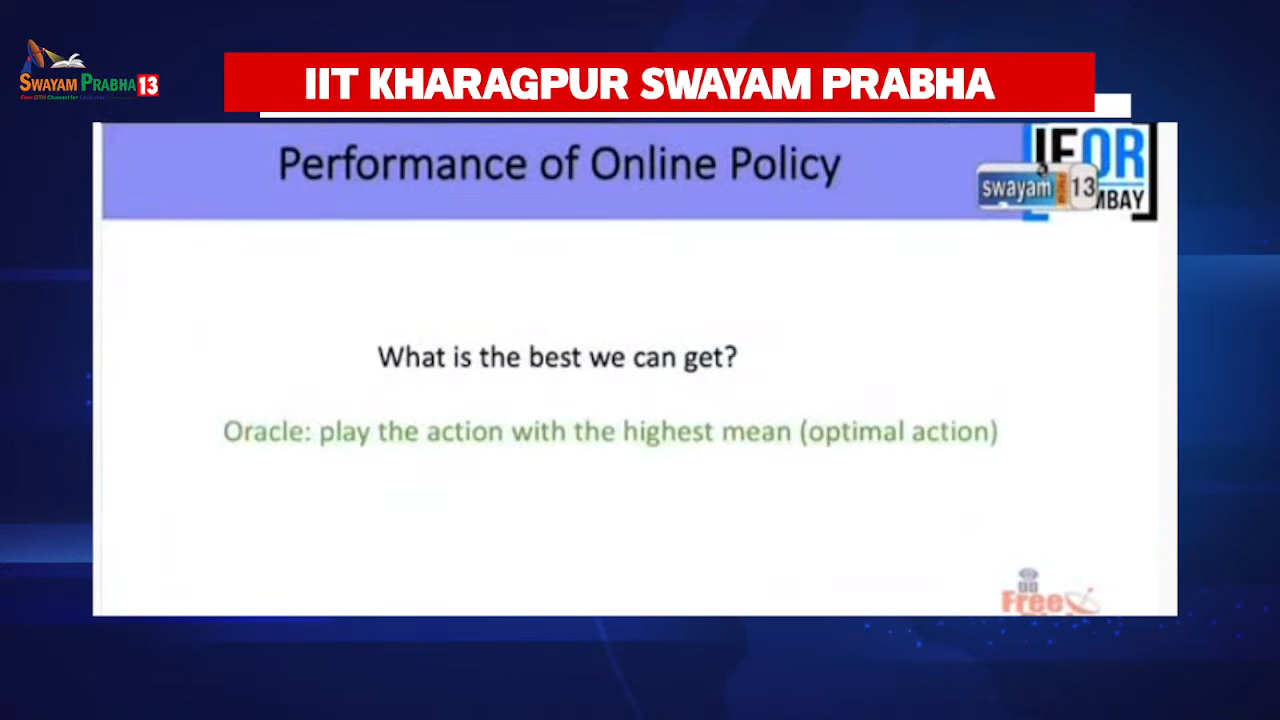 SWAYAM PRABHA 13
IIT KHARAGPUR SWAYAM PRABHA
Performance of Online Policy
IEOR
swayam 13
MBAY
What is the best we can get?
Oracle: play the action with the highest mean (optimal action)
Free